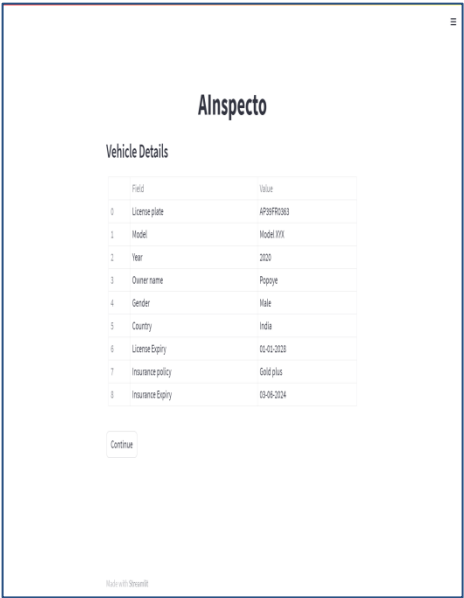 AInspecto
Vehicle Details
Field Value
0 License plate AP39FR0363
1 Model Model XYX
2 Year 2020
3 Owner name Popoye
4 Gender Male
5 Country India
6 License Expiry 01-01-2028
7 Insurance policy Gold plus
8 Insurance Expiry 03-06-2024
Continue
Made with Streamlit